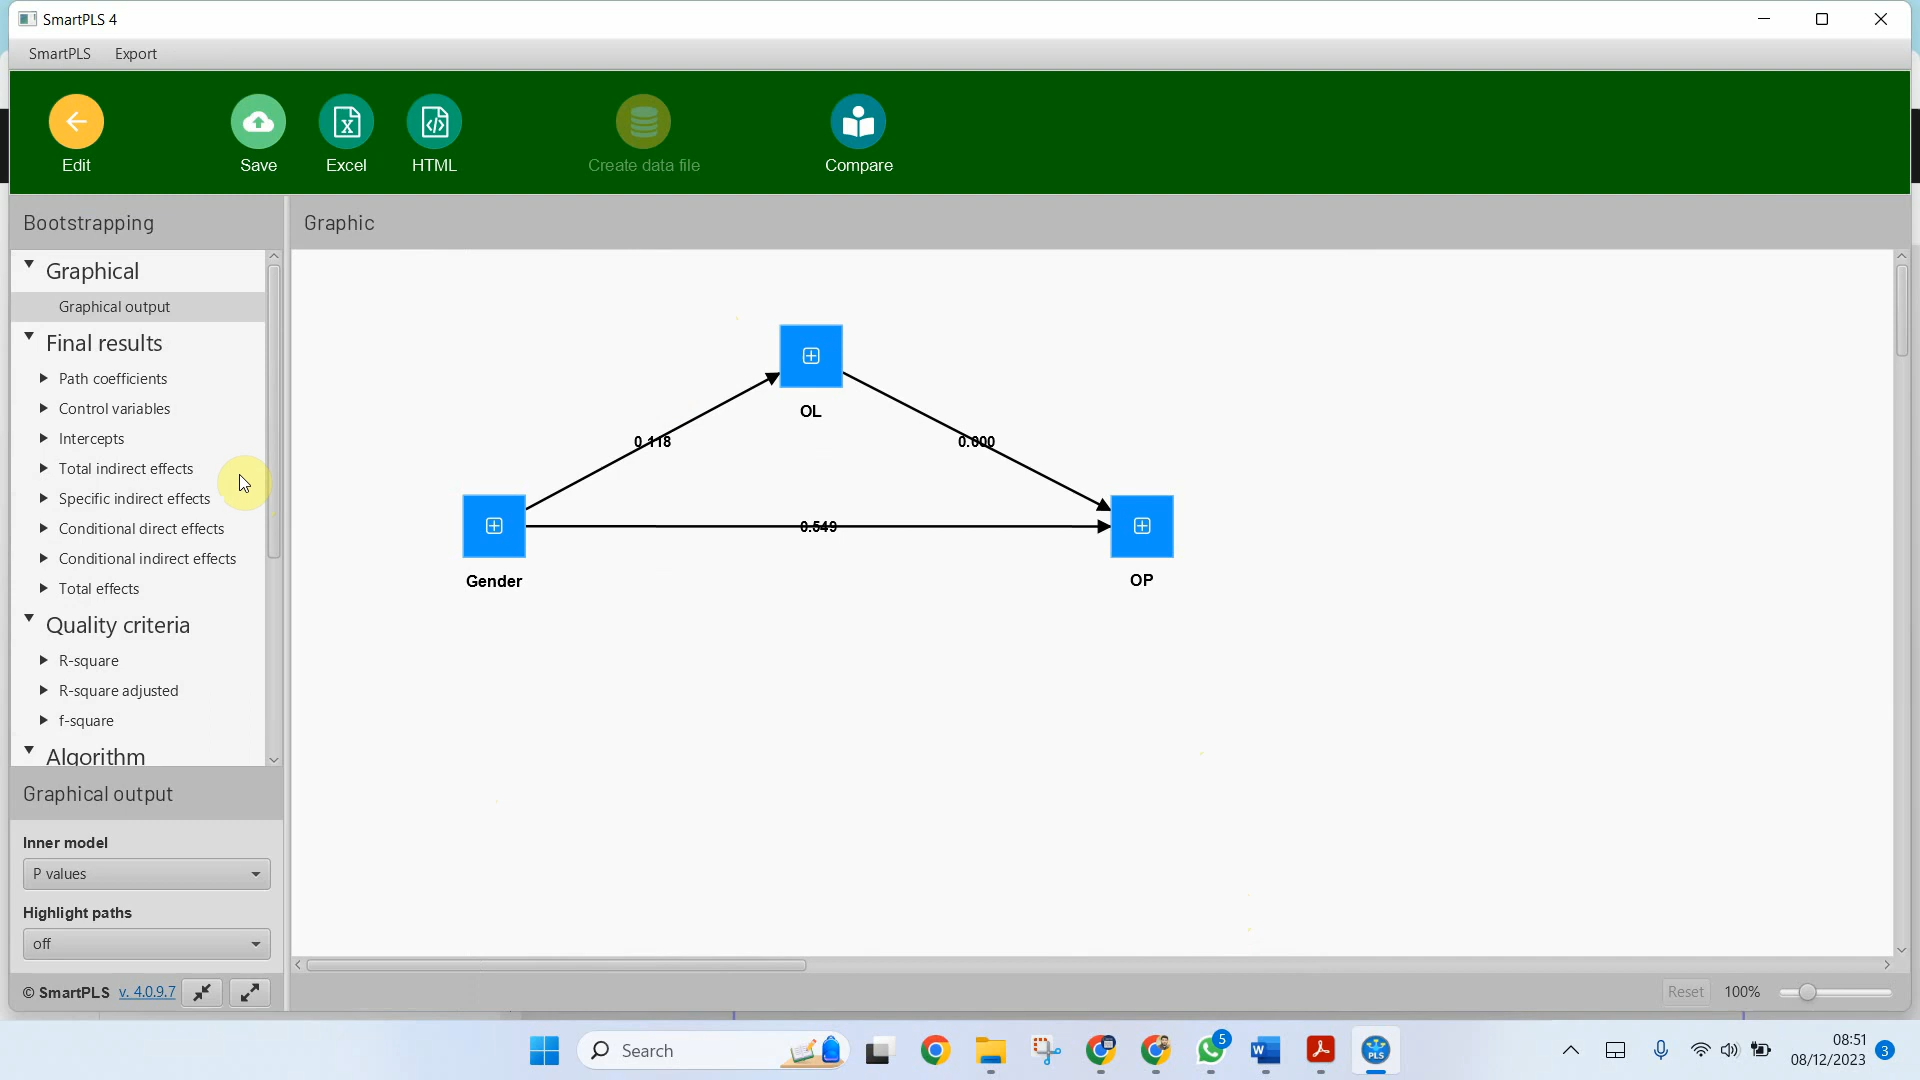 SmartPLS 4
SmartPLS Export
Edit
Save
Excel
HTML
Create data file
Compare
Bootstrapping
Graphical
Graphical output
Final results
Path coefficients
Control variables
Intercepts
Total indirect effects
Specific indirect effects
Conditional direct effects
Conditional indirect effects
Total effects
Quality criteria
R-square
R-square adjusted
f-square
Algorithm
Graphical output
Inner model
P values
Highlight paths
off
© SmartPLS v. 4.0.9.7
Graphic
OL
0.118
0.000
0.549
Gender
OP
Reset 100%
Search
5
W
PLS
08:51
08/12/2023
3